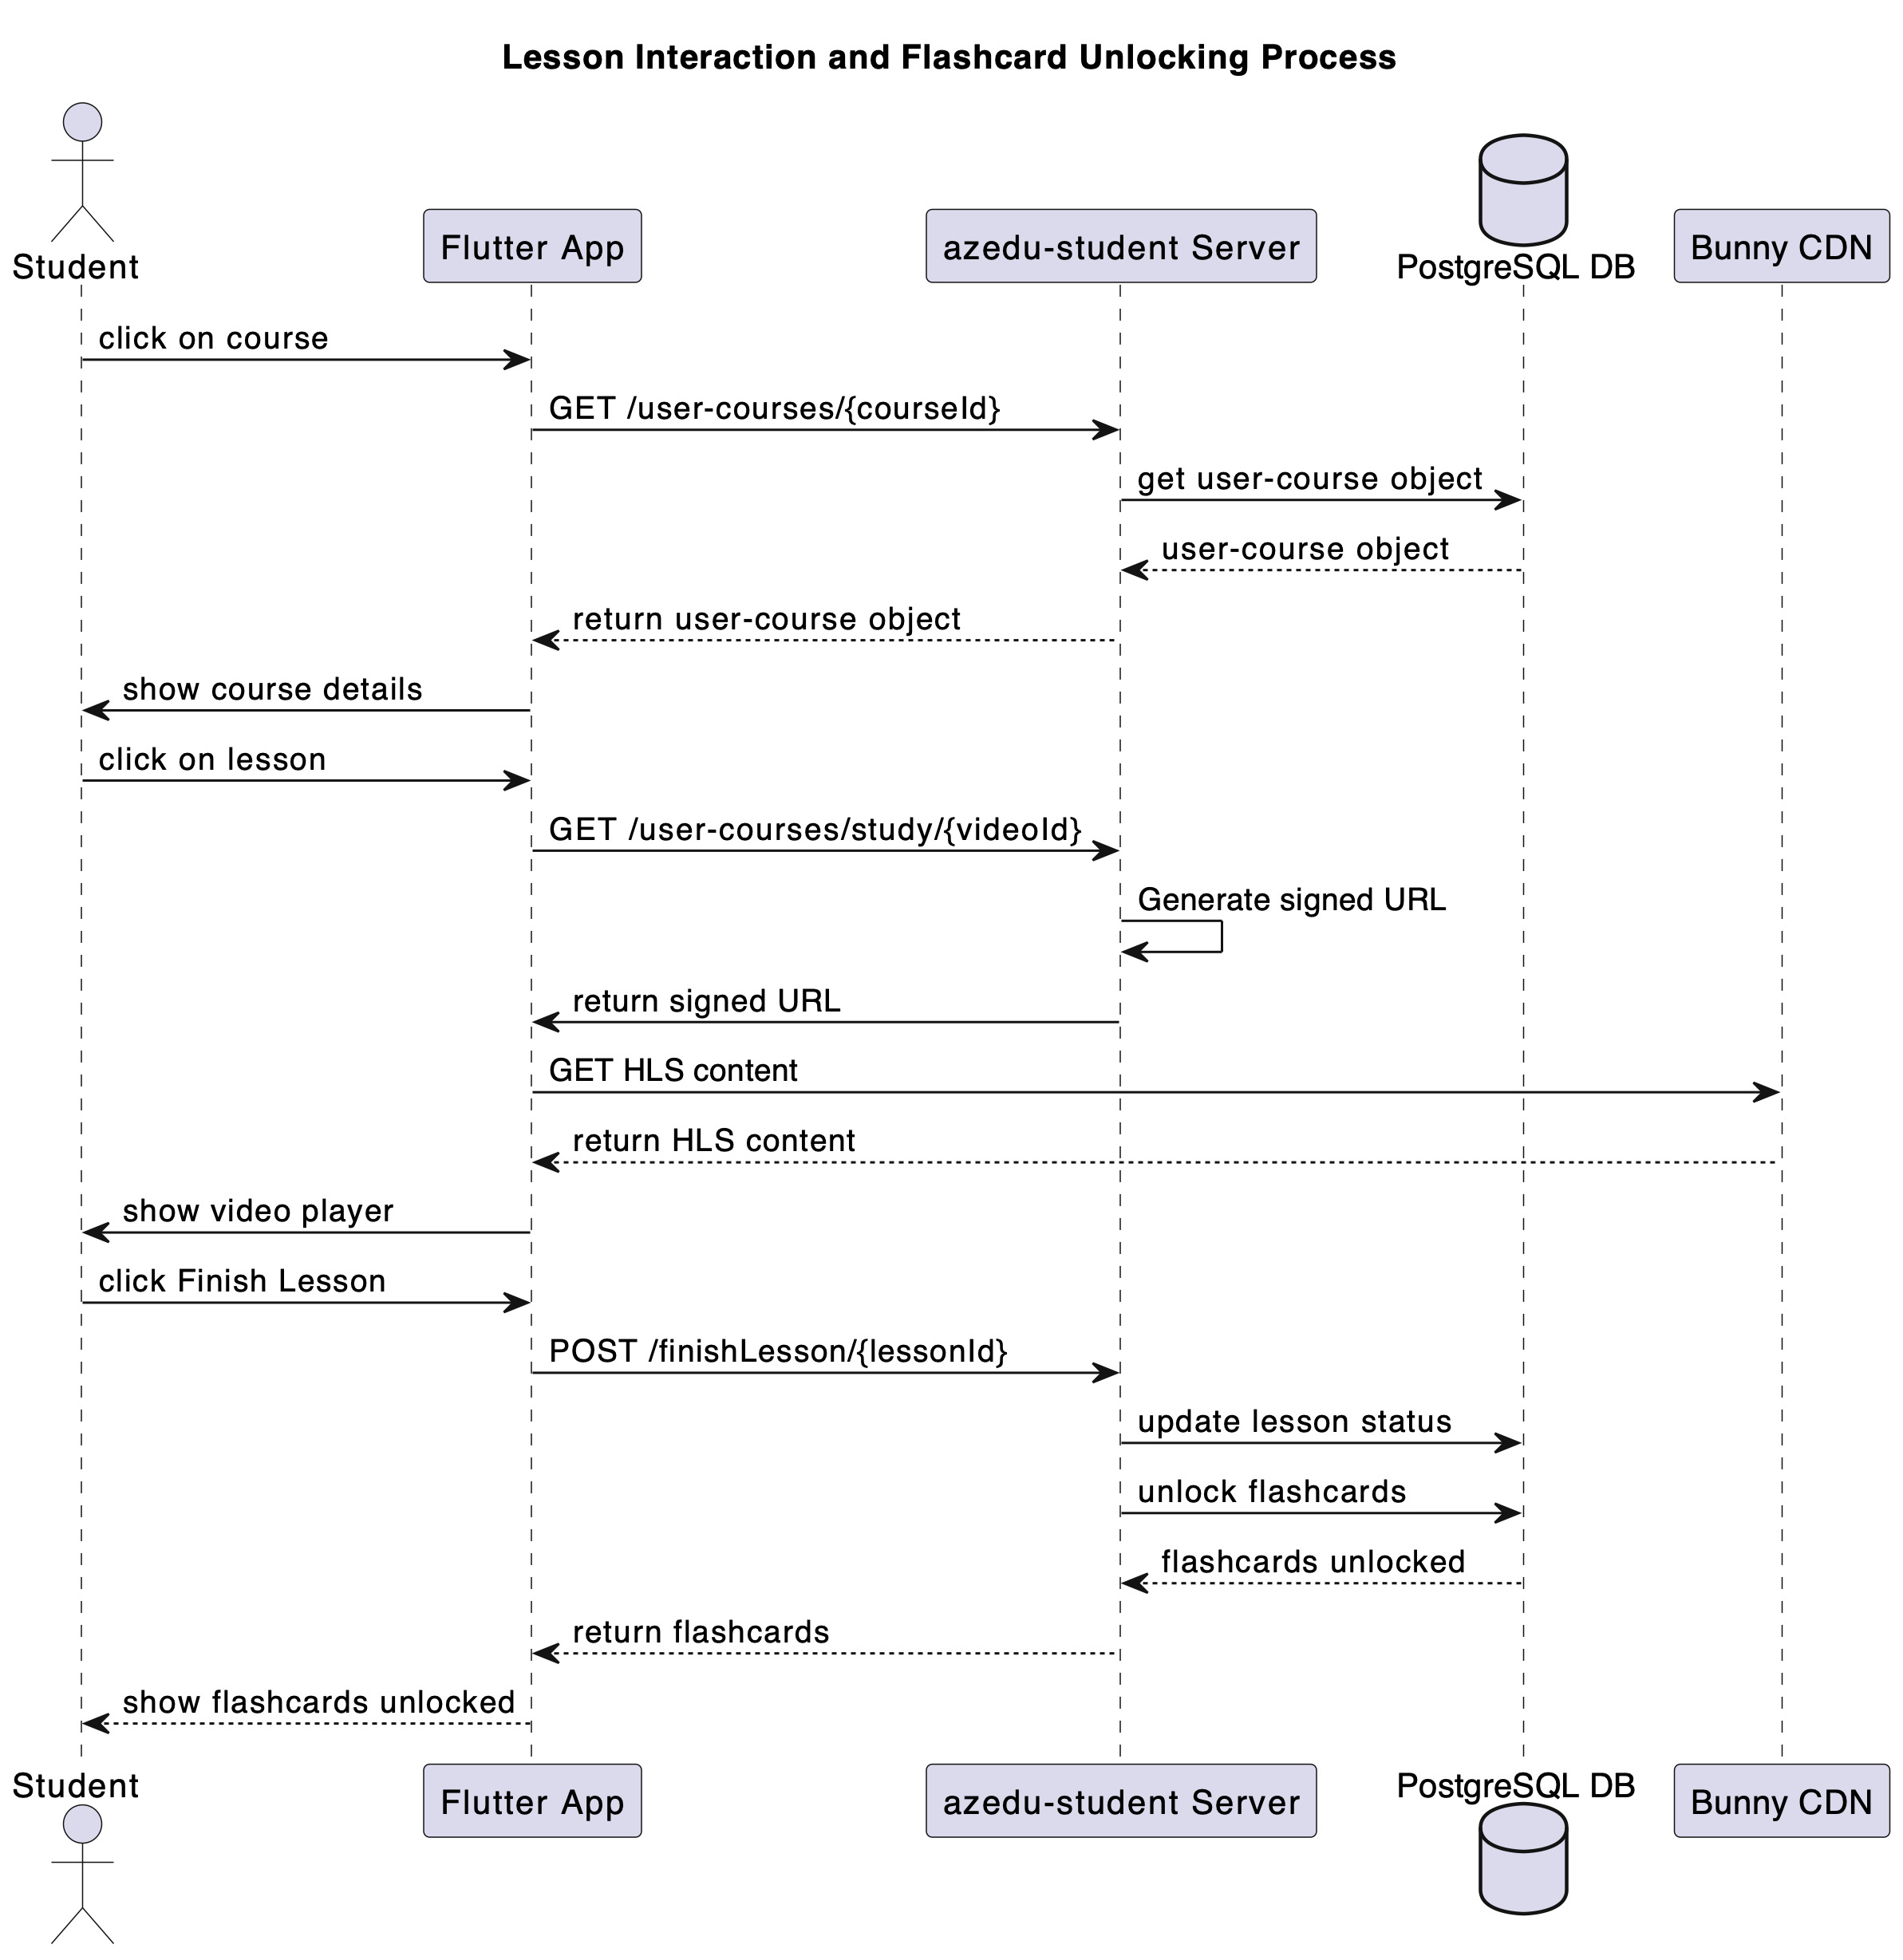 Lesson Interaction and Flashcard Unlocking Process
Student
Flutter App
azedu-student Server
PostgreSQL DB
Bunny CDN
click on course
GET /user-courses/{courseId}
get user-course object
user-course object
return user-course object
show course details
click on lesson
GET /user-courses/study/{videoId}
Generate signed URL
return signed URL
GET HLS content
return HLS content
show video player
click Finish Lesson
POST /finishLesson/{lessonId}
update lesson status
unlock flashcards
flashcards unlocked
return flashcards
show flashcards unlocked
Student
Flutter App
azedu-student Server
PostgreSQL DB
Bunny CDN